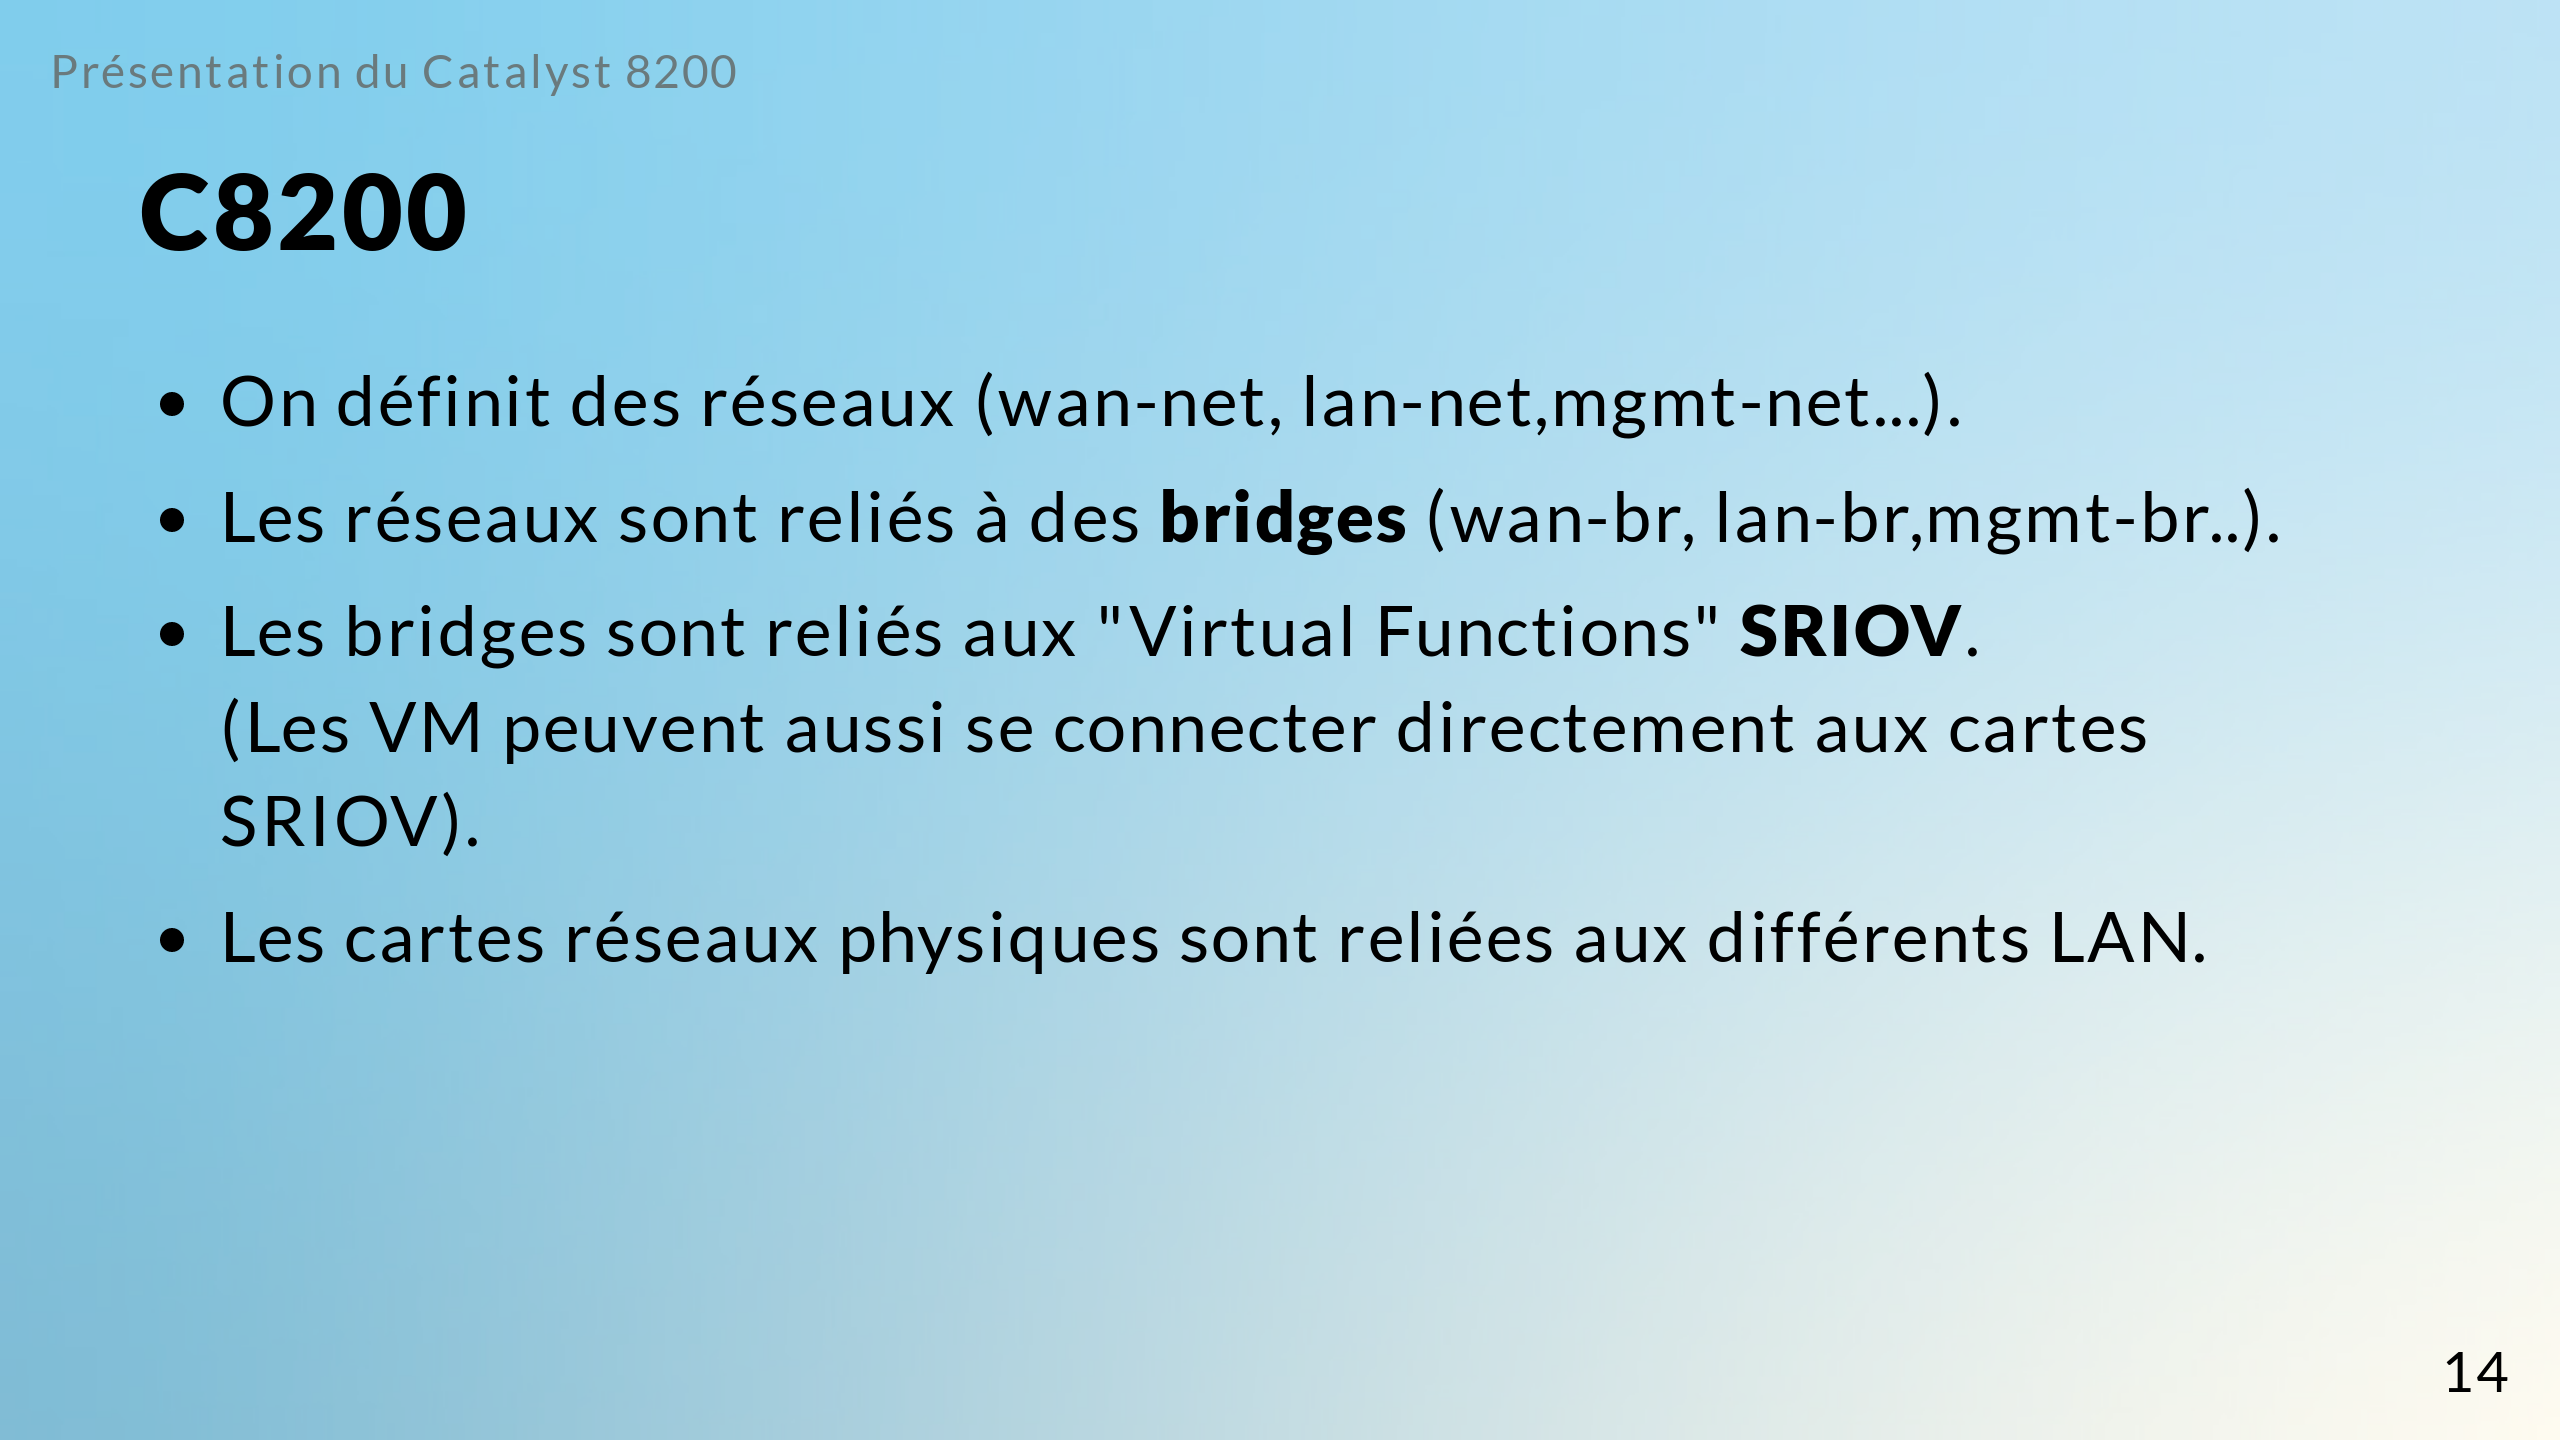 Présentation du Catalyst 8200
C8200
• On définit des réseaux (wan-net, lan-net,mgmt-net...).
• Les réseaux sont reliés à des bridges (wan-br, lan-br,mgmt-br..).
• Les bridges sont reliés aux "Virtual Functions" SRIOV.
(Les VM peuvent aussi se connecter directement aux cartes
SRIOV).
• Les cartes réseaux physiques sont reliées aux différents LAN.
14